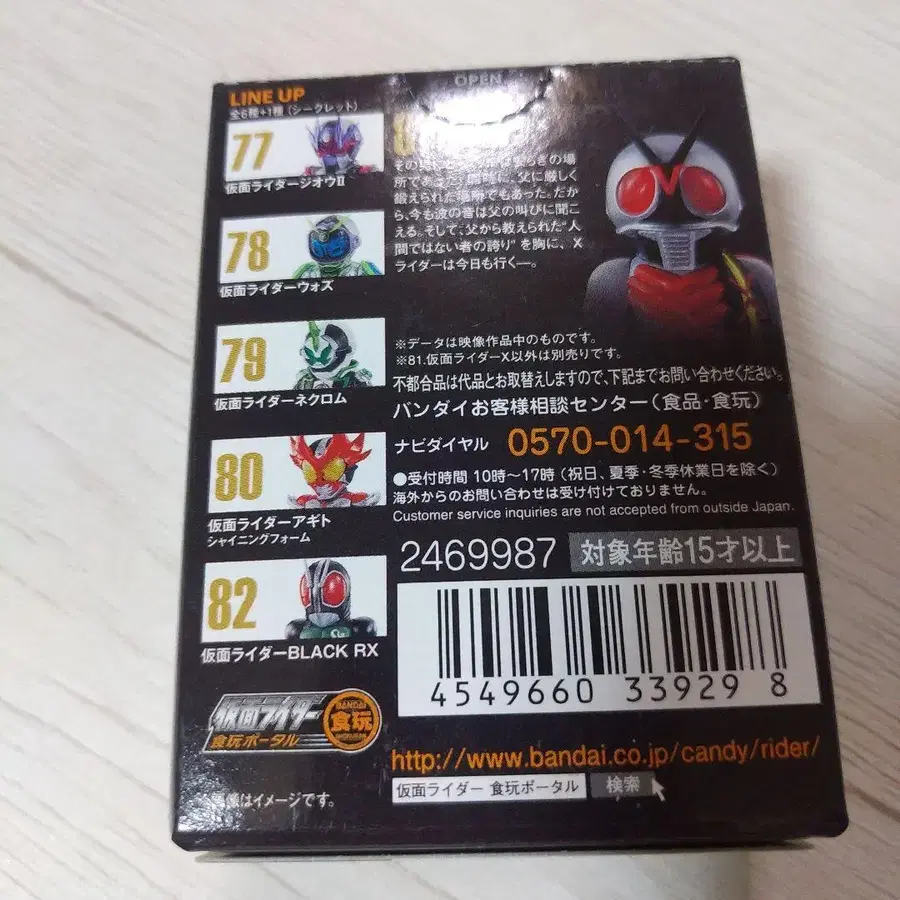 OPEN
LINE UP
全6種+1種(シークレット)
77
仮面ライダージオウII
78
仮面ライダーウォズ
79
仮面ライダーネクロム
80
仮面ライダーアギト
シャイニングフォーム
82
仮面ライダーBLACK RX
仮面ライダー
食玩ポータル
BANDAI
食玩
8
その
らぎの場
所であ
父に厳しく
鍛えられた場所でもあった。だか
ら、今も波の音は父の叫びに聞こ
える。そして、父から教えられた“人
間ではない者の誇り”を胸に、X
ライダーは今日も行く―。
※データは映像作品中のものです。
※81.仮面ライダーX以外は別売りです。
不都合品は代品とお取替えしますので、下記までお問い合わせください。
バンダイお客様相談センター(食品・食玩)
ナビダイヤル 0570-014-315
●受付時間 10時〜17時(祝日、夏季・冬季休業日を除く)
海外からのお問い合わせは受け付けておりません。
Customer service inquiries are not accepted from outside Japan.
2469987 対象年齢15才以上
4549660 33929 8
http://www.bandai.co.jp/candy/rider/
仮面ライダー 食玩ポータル 検索
像はイメージです。